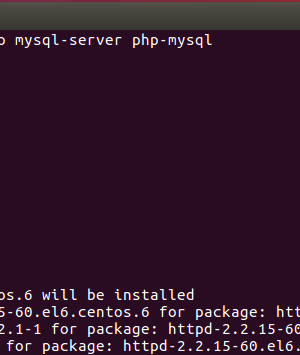 p mysql-server php-mysql
os.6 will be installed
5-60.el6.centos.6 for package: htt
2.1-1 for package: httpd-2.2.15-60
for package: httpd-2.2.15-60.el6.